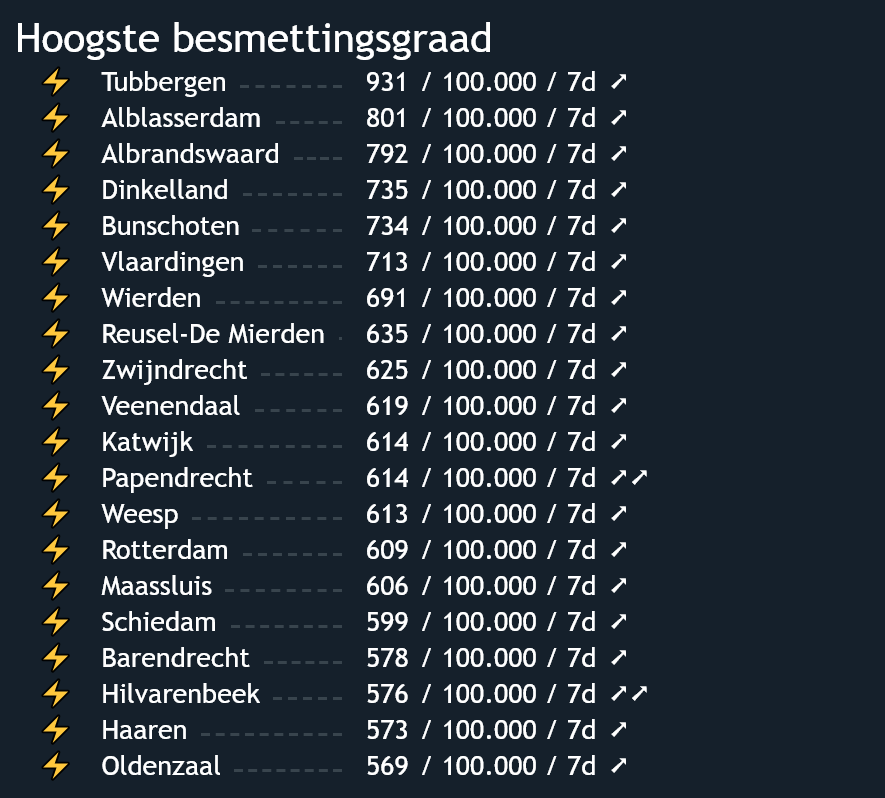 Hoogste besmettingsgraad
⚡ Tubbergen ------- 931 / 100.000 / 7d ➚
⚡ Alblasserdam ----- 801 / 100.000 / 7d ➚
⚡ Albrandswaard ---- 792 / 100.000 / 7d ➚
⚡ Dinkelland ------- 735 / 100.000 / 7d ➚
⚡ Bunschoten ------ 734 / 100.000 / 7d ➚
⚡ Vlaardingen ------ 713 / 100.000 / 7d ➚
⚡ Wierden --------- 691 / 100.000 / 7d ➚
⚡ Reusel-De Mierden - 635 / 100.000 / 7d ➚
⚡ Zwijndrecht ------ 625 / 100.000 / 7d ➚
⚡ Veenendaal ------ 619 / 100.000 / 7d ➚
⚡ Katwijk --------- 614 / 100.000 / 7d ➚
⚡ Papendrecht ----- 614 / 100.000 / 7d ➚➚
⚡ Weesp ---------- 613 / 100.000 / 7d ➚
⚡ Rotterdam ------- 609 / 100.000 / 7d ➚
⚡ Maassluis -------- 606 / 100.000 / 7d ➚
⚡ Schiedam -------- 599 / 100.000 / 7d ➚
⚡ Barendrecht ------ 578 / 100.000 / 7d ➚
⚡ Hilvarenbeek ----- 576 / 100.000 / 7d ➚➚
⚡ Haaren ---------- 573 / 100.000 / 7d ➚
⚡ Oldenzaal -------- 569 / 100.000 / 7d ➚